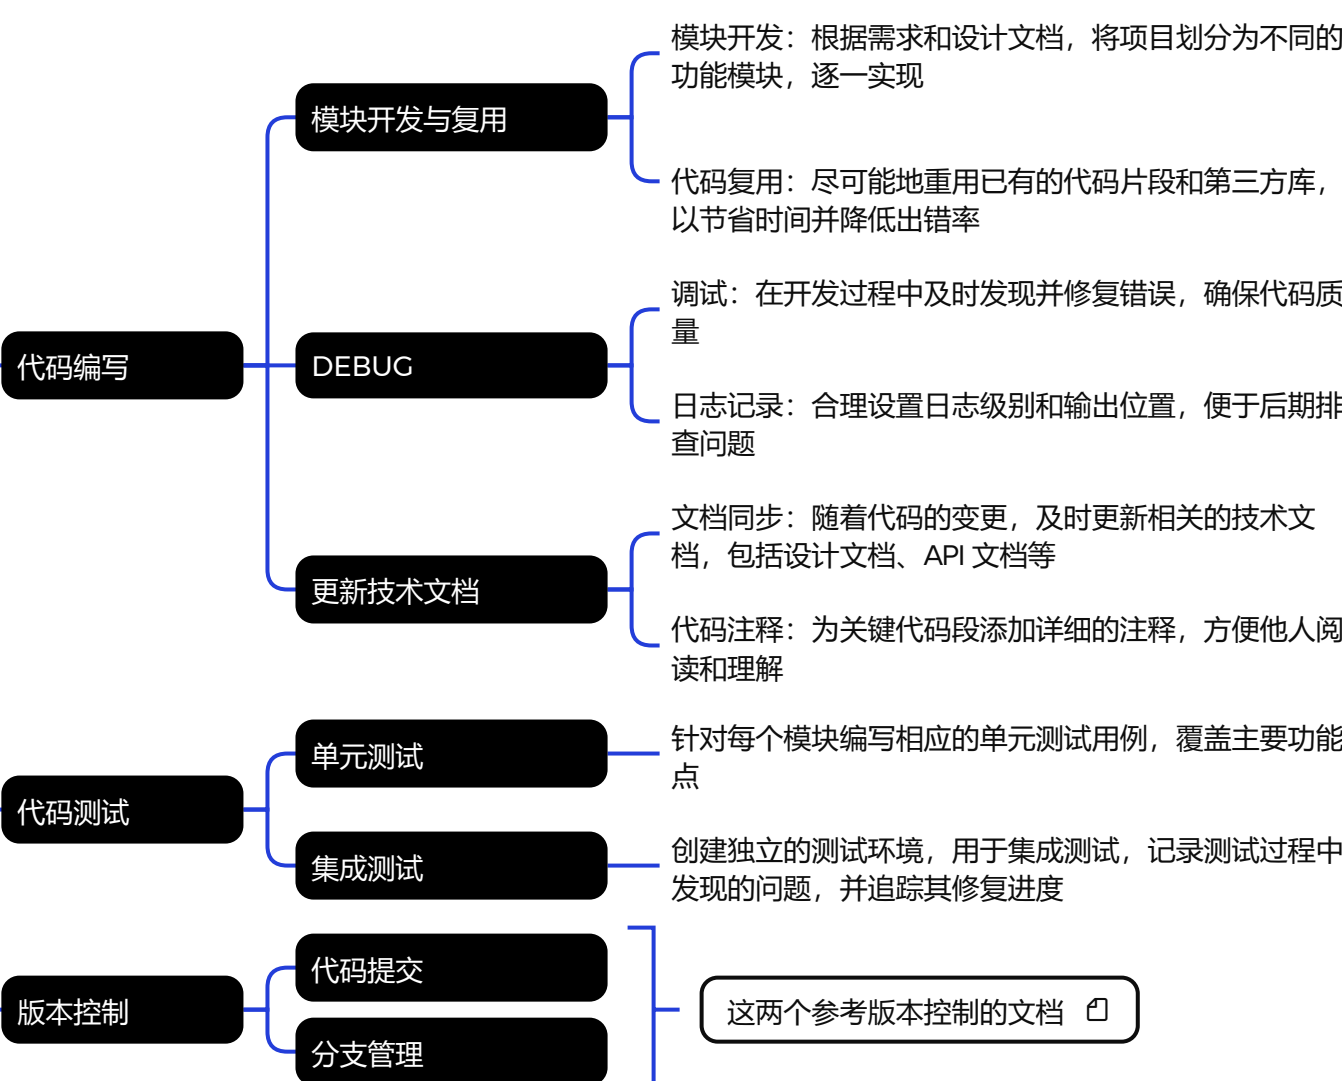 模块开发：根据需求和设计文档，将项目划分为不同的
功能模块，逐一实现
模块开发与复用
代码复用：尽可能地重用已有的代码片段和第三方库，
以节省时间并降低出错率
调试：在开发过程中及时发现并修复错误，确保代码质
量
代码编写
DEBUG
日志记录：合理设置日志级别和输出位置，便于后期排
查问题
文档同步：随着代码的变更，及时更新相关的技术文
档，包括设计文档、API 文档等
更新技术文档
代码注释：为关键代码段添加详细的注释，方便他人阅
读和理解
单元测试
针对每个模块编写相应的单元测试用例，覆盖主要功能
点
代码测试
集成测试
创建独立的测试环境，用于集成测试，记录测试过程中
发现的问题，并追踪其修复进度
代码提交
版本控制
这两个参考版本控制的文档
分支管理